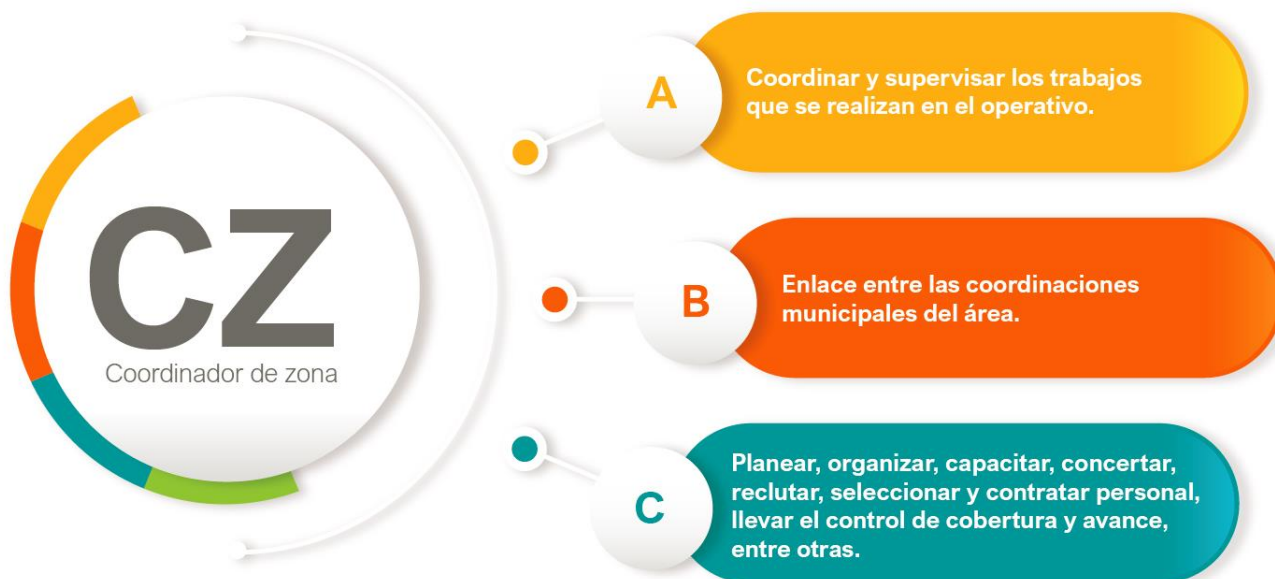 CZ
Coordinador de zona
A
Coordinar y supervisar los trabajos
que se realizan en el operativo.
B
Enlace entre las coordinaciones
municipales del área.
C
Planear, organizar, capacitar, concertar,
reclutar, seleccionar y contratar personal,
llevar el control de cobertura y avance,
entre otras.